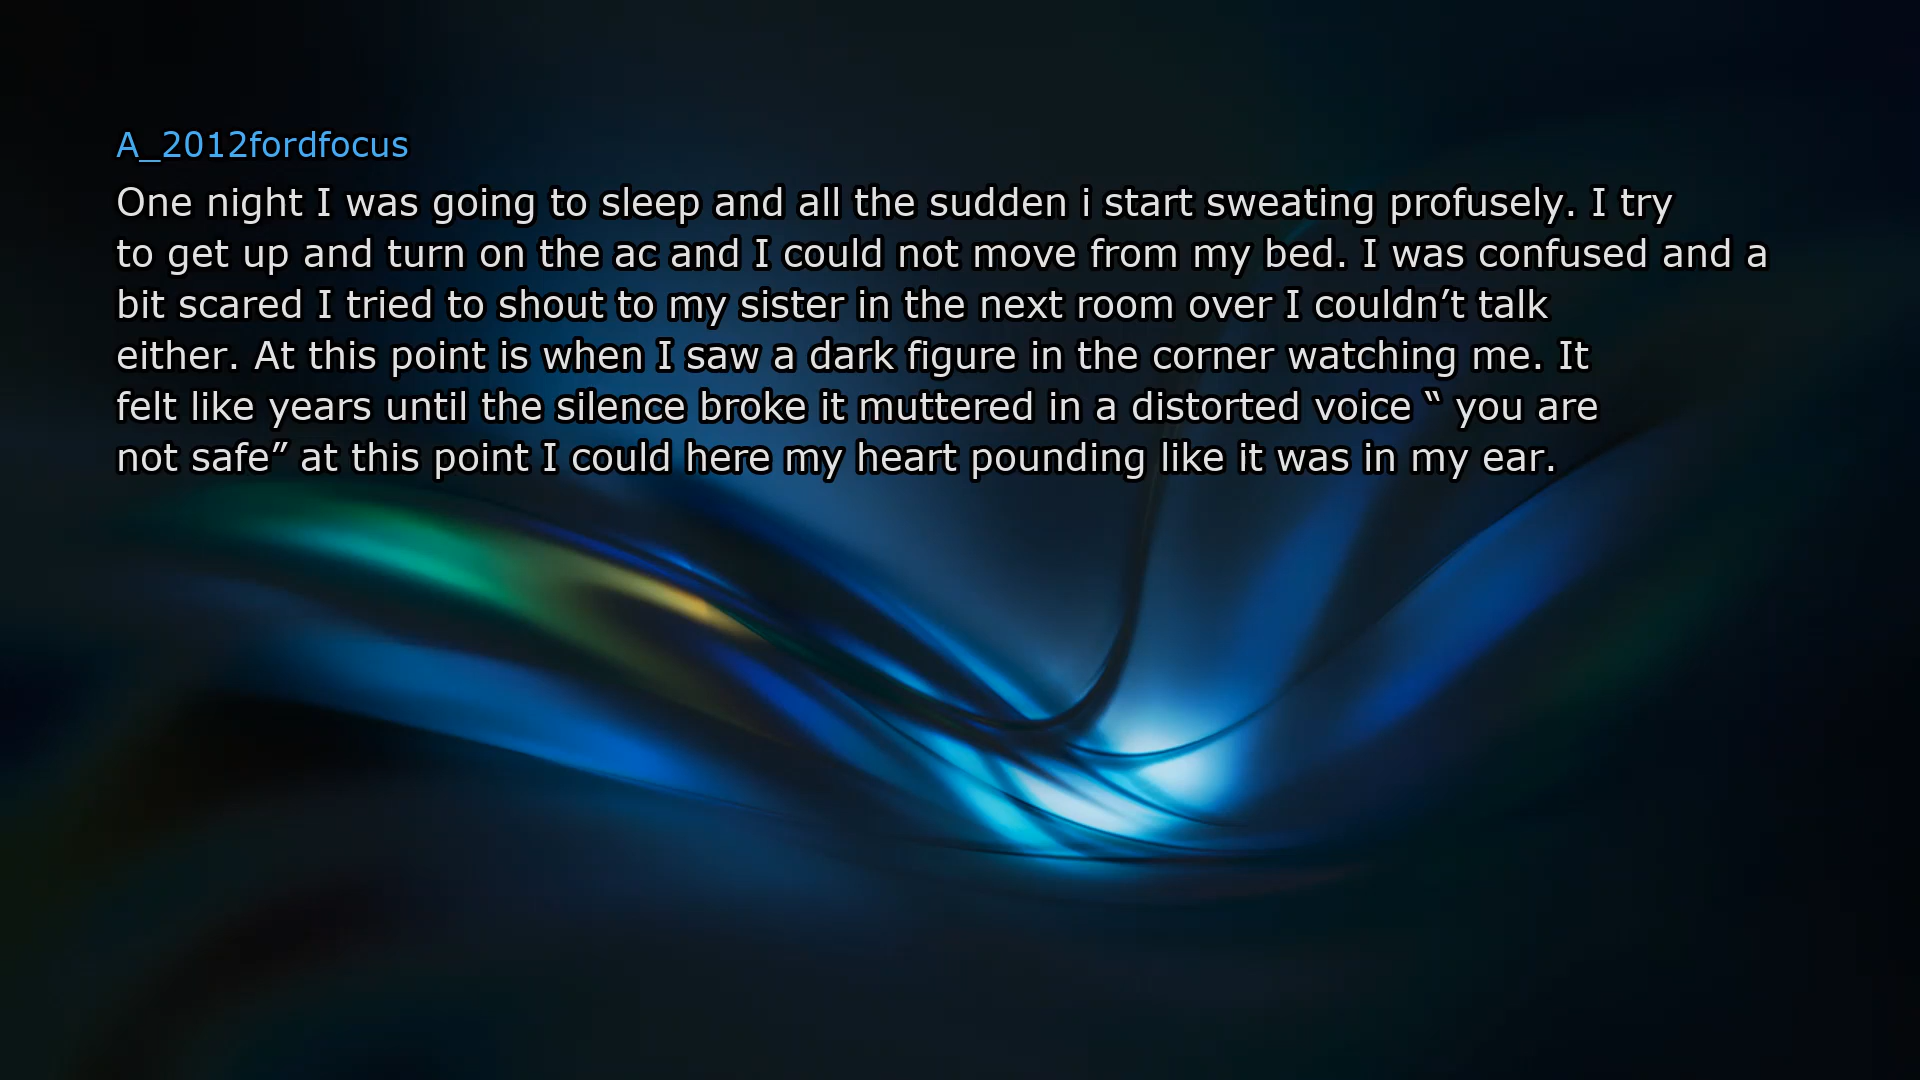 A_2012fordfocus
One night I was going to sleep and all the sudden i start sweating profusely. I try
to get up and turn on the ac and I could not move from my bed. I was confused and a
bit scared I tried to shout to my sister in the next room over I couldn’t talk
either. At this point is when I saw a dark figure in the corner watching me. It
felt like years until the silence broke it muttered in a distorted voice “ you are
not safe” at this point I could here my heart pounding like it was in my ear.